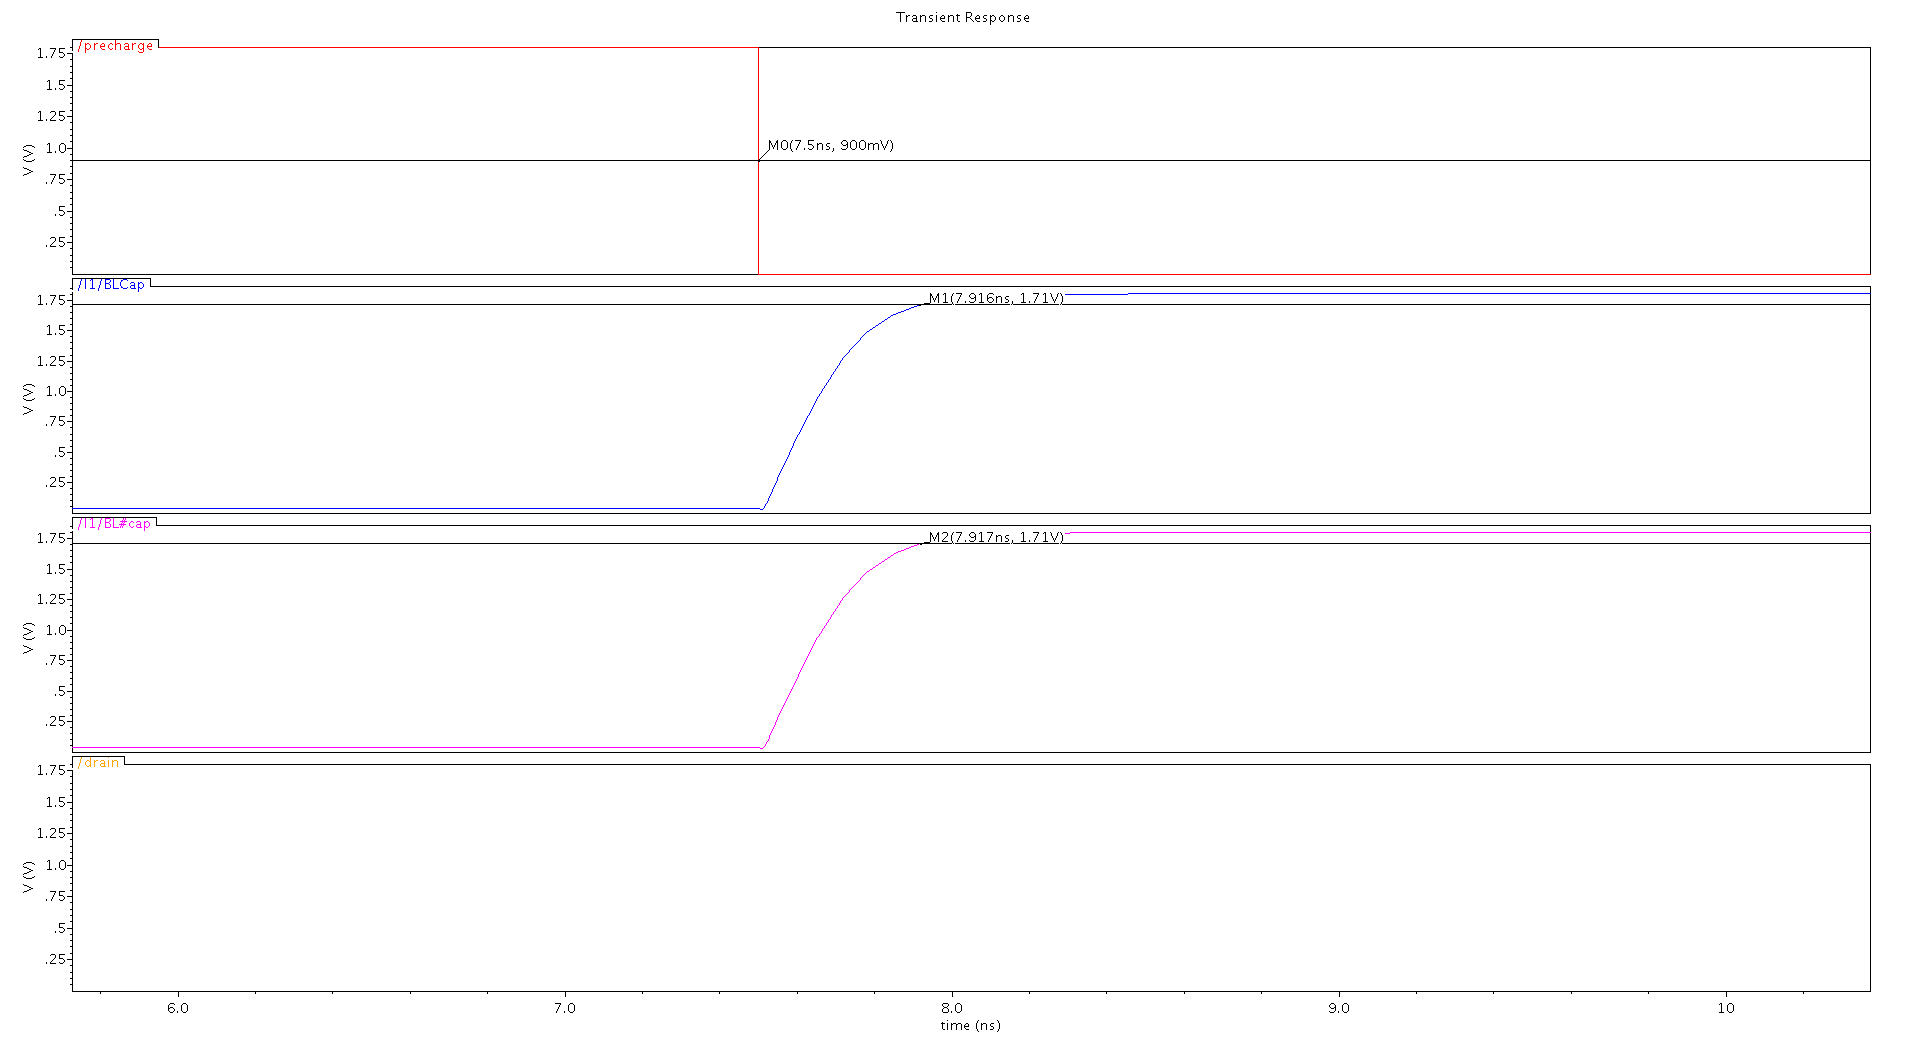 Transient Response
/precharge
1.75
1.5
1.25
1.0
.75
.5
.25
V (V)
M0(7.5ns, 900mV)
/I1/BLCap
1.75
1.5
1.25
1.0
.75
.5
.25
V (V)
M1(7.916ns, 1.71V)
/I1/BL#cap
1.75
1.5
1.25
1.0
.75
.5
.25
V (V)
M2(7.917ns, 1.71V)
/drain
1.75
1.5
1.25
1.0
.75
.5
.25
V (V)
6.0 7.0 8.0 9.0 10
time (ns)